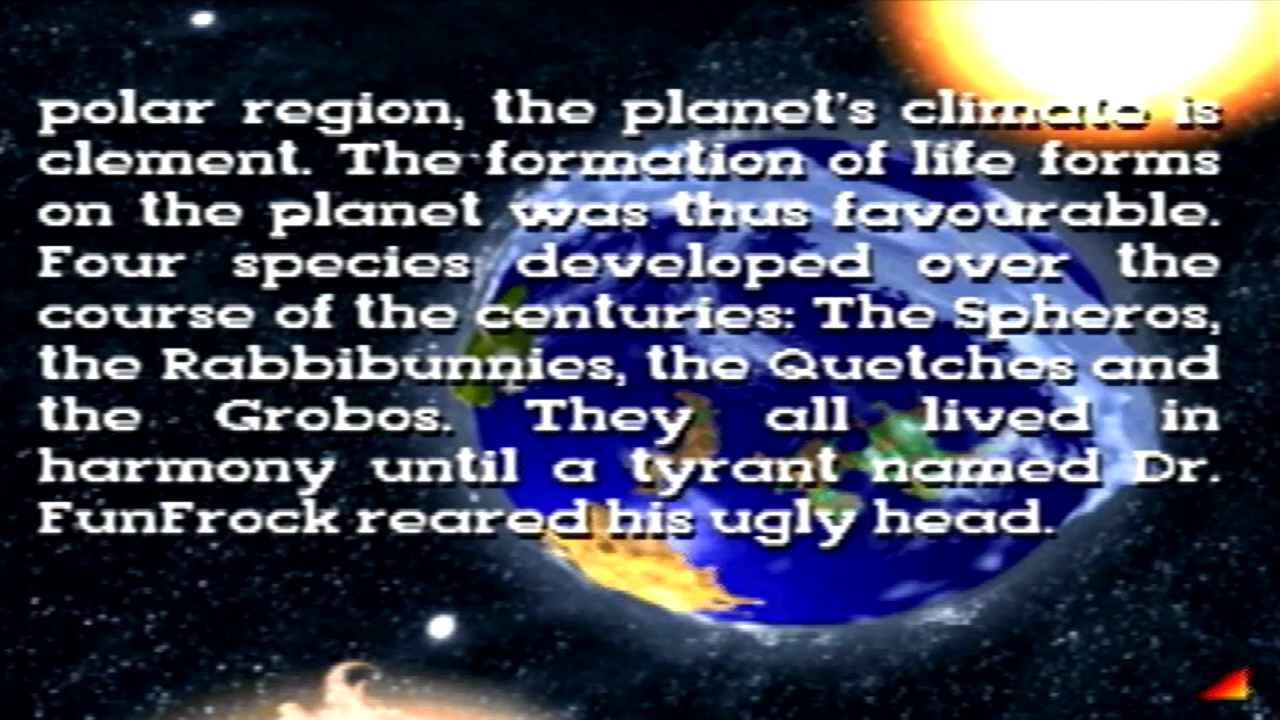 polar region, the planet's climate is
clement. The formation of life forms
on the planet was thus favourable.
Four species developed over the
course of the centuries: The Spheros,
the Rabbibunnies, the Quetches and
the Grobos. They all lived in
harmony until a tyrant named Dr.
FunFrock reared his ugly head.